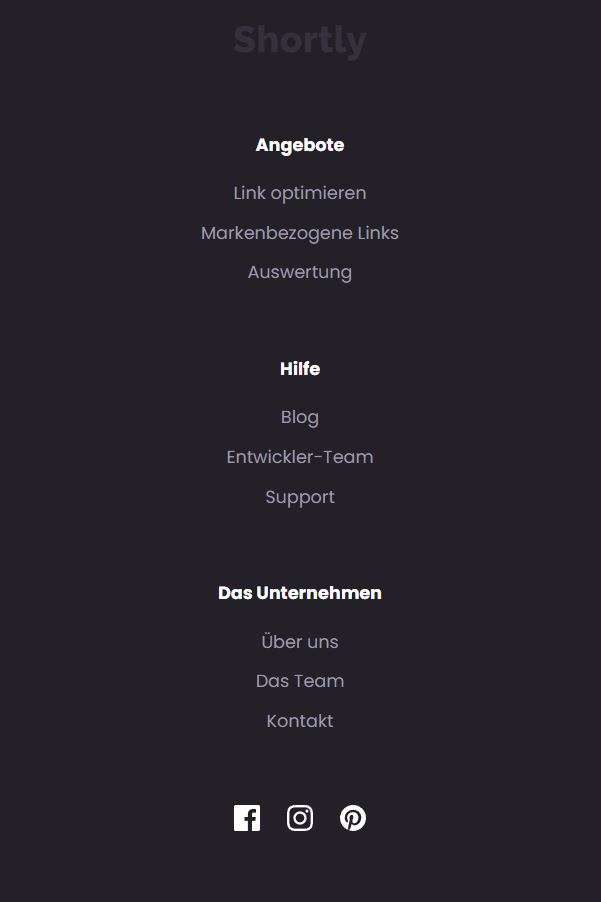 Shortly
Angebote
Link optimieren
Markenbezogene Links
Auswertung
Hilfe
Blog
Entwickler-Team
Support
Das Unternehmen
Über uns
Das Team
Kontakt